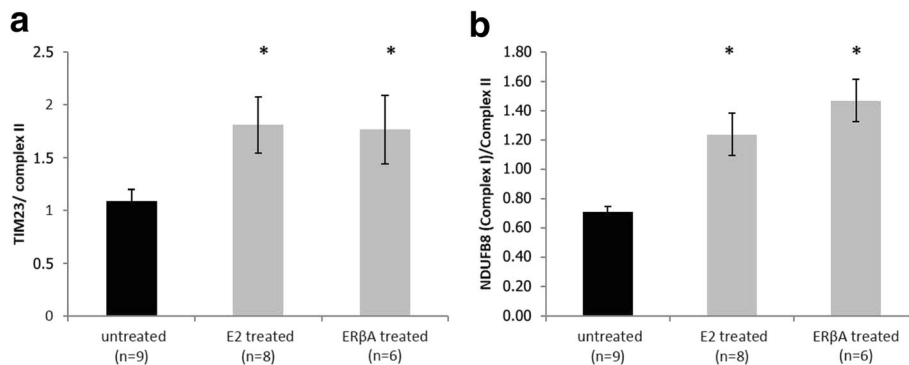 a
TIM23/ complex II
2.5
2
1.5
1
0.5
0
*
*
untreated
(n=9)
E2 treated
(n=8)
ERβA treated
(n=6)
b
NDUFB8 (Complex I)/Complex II
1.80
1.60
1.40
1.20
1.00
0.80
0.60
0.40
0.20
0.00
*
*
untreated
(n=9)
E2 treated
(n=8)
ERβA treated
(n=6)